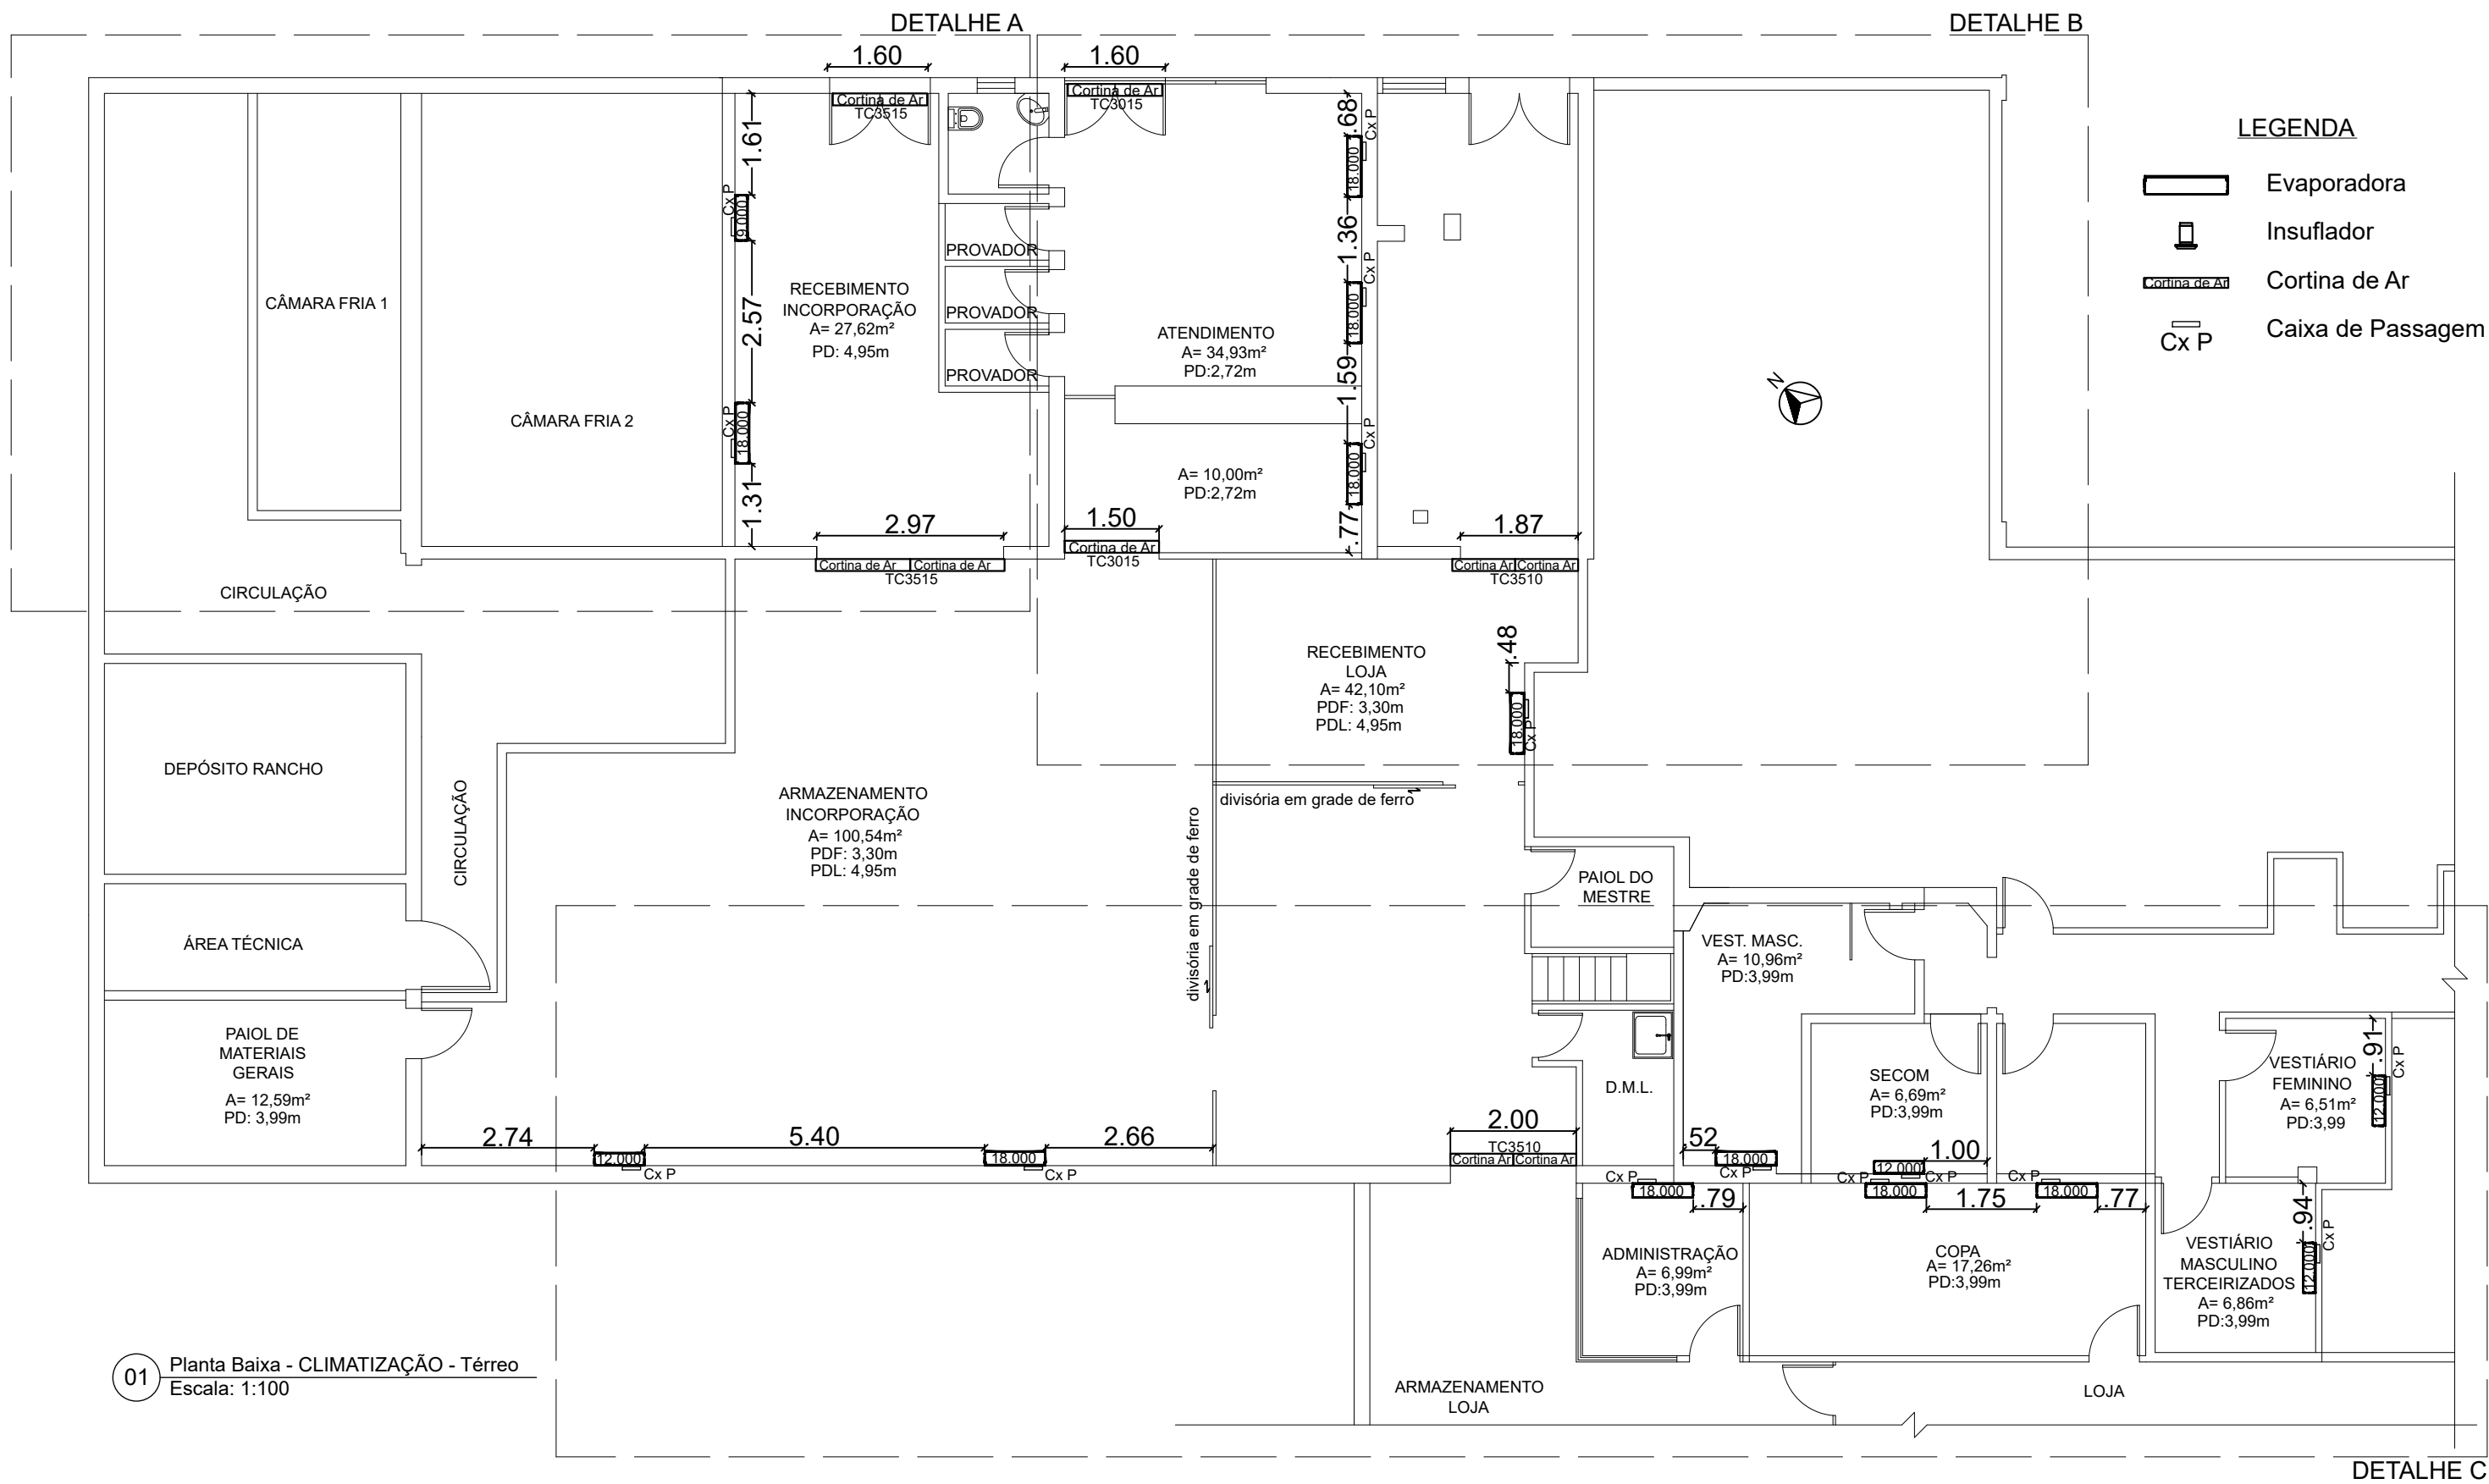 DETALHE A
DETALHE B
1.60
1.60
Cortina de Ar
TC3515
Cortina de Ar
TC3015
LEGENDA
Evaporadora
Insuflador
Cortina de Ar
Cortina de Ar
Cx P
Caixa de Passagem
N
1.61
Cx P
9.000
2.57
Cx P
18.000
1.31
CÂMARA FRIA 1
CÂMARA FRIA 2
RECEBIMENTO
INCORPORAÇÃO
A= 27,62m²
PD: 4,95m
PROVADOR
PROVADOR
PROVADOR
ATENDIMENTO
A= 34,93m²
PD:2,72m
A= 10,00m²
PD:2,72m
.68
Cx P
18.000
1.36
Cx P
18.000
1.59
Cx P
18.000
.77
2.97
Cortina de Ar
Cortina de Ar
TC3515
1.50
Cortina de Ar
TC3015
1.87
Cortina Ar
Cortina Ar
TC3510
CIRCULAÇÃO
RECEBIMENTO
LOJA
A= 42,10m²
PDF: 3,30m
PDL: 4,95m
.48
18.000
Cx P
DEPÓSITO RANCHO
CIRCULAÇÃO
ARMAZENAMENTO
INCORPORAÇÃO
A= 100,54m²
PDF: 3,30m
PDL: 4,95m
divisória em grade de ferro
divisória em grade de ferro
PAIOL DO
MESTRE
ÁREA TÉCNICA
VEST. MASC.
A= 10,96m²
PD:3,99m
PAIOL DE
MATERIAIS
GERAIS
A= 12,59m²
PD: 3,99m
D.M.L.
SECOM
A= 6,69m²
PD:3,99m
VESTIÁRIO
FEMININO
A= 6,51m²
PD:3,99
.91
Cx P
12.000
2.74
12.000
Cx P
5.40
18.000
Cx P
2.66
2.00
TC3510
Cortina Ar
Cortina Ar
.52
18.000
Cx P
12.000
Cx P
1.00
Cx P
18.000
.79
Cx P
18.000
1.75
Cx P
18.000
.77
.94
Cx P
12.000
ADMINISTRAÇÃO
A= 6,99m²
PD:3,99m
COPA
A= 17,26m²
PD:3,99m
VESTIÁRIO
MASCULINO
TERCEIRIZADOS
A= 6,86m²
PD:3,99m
ARMAZENAMENTO
LOJA
LOJA
01
Planta Baixa - CLIMATIZAÇÃO - Térreo
Escala: 1:100
DETALHE C